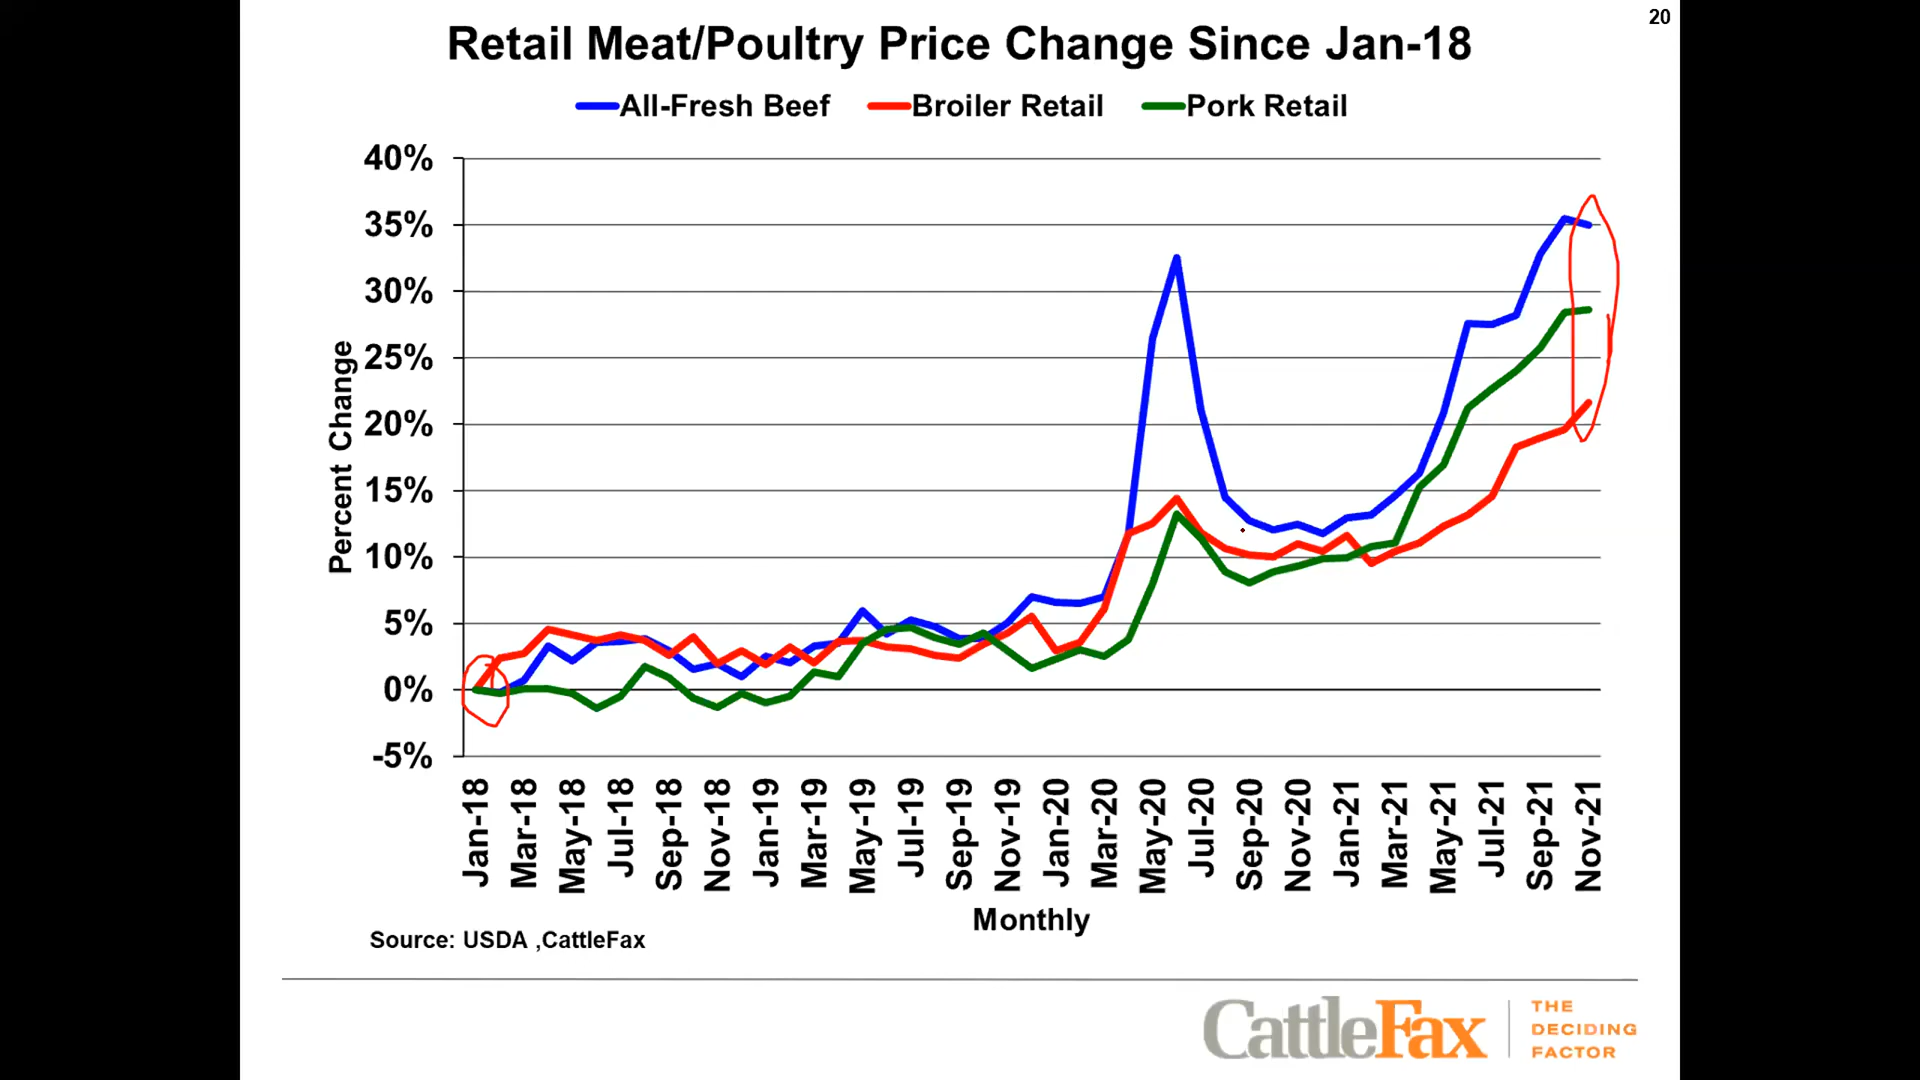 20
Retail Meat/Poultry Price Change Since Jan-18
All-Fresh Beef Broiler Retail Pork Retail
40%
35%
30%
25%
20%
15%
10%
5%
0%
-5%
Percent Change
Jan-18 Mar-18 May-18 Jul-18 Sep-18 Nov-18 Jan-19 Mar-19 May-19 Jul-19 Sep-19 Nov-19 Jan-20 Mar-20 May-20 Jul-20 Sep-20 Nov-20 Jan-21 Mar-21 May-21 Jul-21 Sep-21 Nov-21
Monthly
Source: USDA ,CattleFax
CattleFax
THE
DECIDING
FACTOR